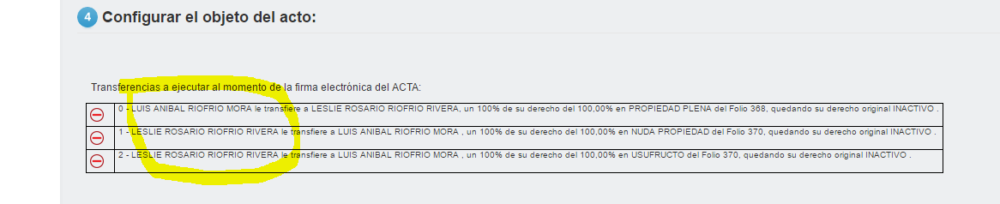 4 Configurar el objeto del acto:
Transferencias a ejecutar al momento de la firma electrónica del ACTA:
0 - LUIS ANIBAL RIOFRIO MORA le transfiere a LESLIE ROSARIO RIOFRIO RIVERA, un 100% de su derecho del 100,00% en PROPIEDAD PLENA del Folio 368, quedando su derecho original INACTIVO .
1 - LESLIE ROSARIO RIOFRIO RIVERA le transfiere a LUIS ANIBAL RIOFRIO MORA , un 100% de su derecho del 100,00% en NUDA PROPIEDAD del Folio 370, quedando su derecho original INACTIVO .
2 - LESLIE ROSARIO RIOFRIO RIVERA le transfiere a LUIS ANIBAL RIOFRIO MORA , un 100% de su derecho del 100,00% en USUFRUCTO del Folio 370, quedando su derecho original INACTIVO .